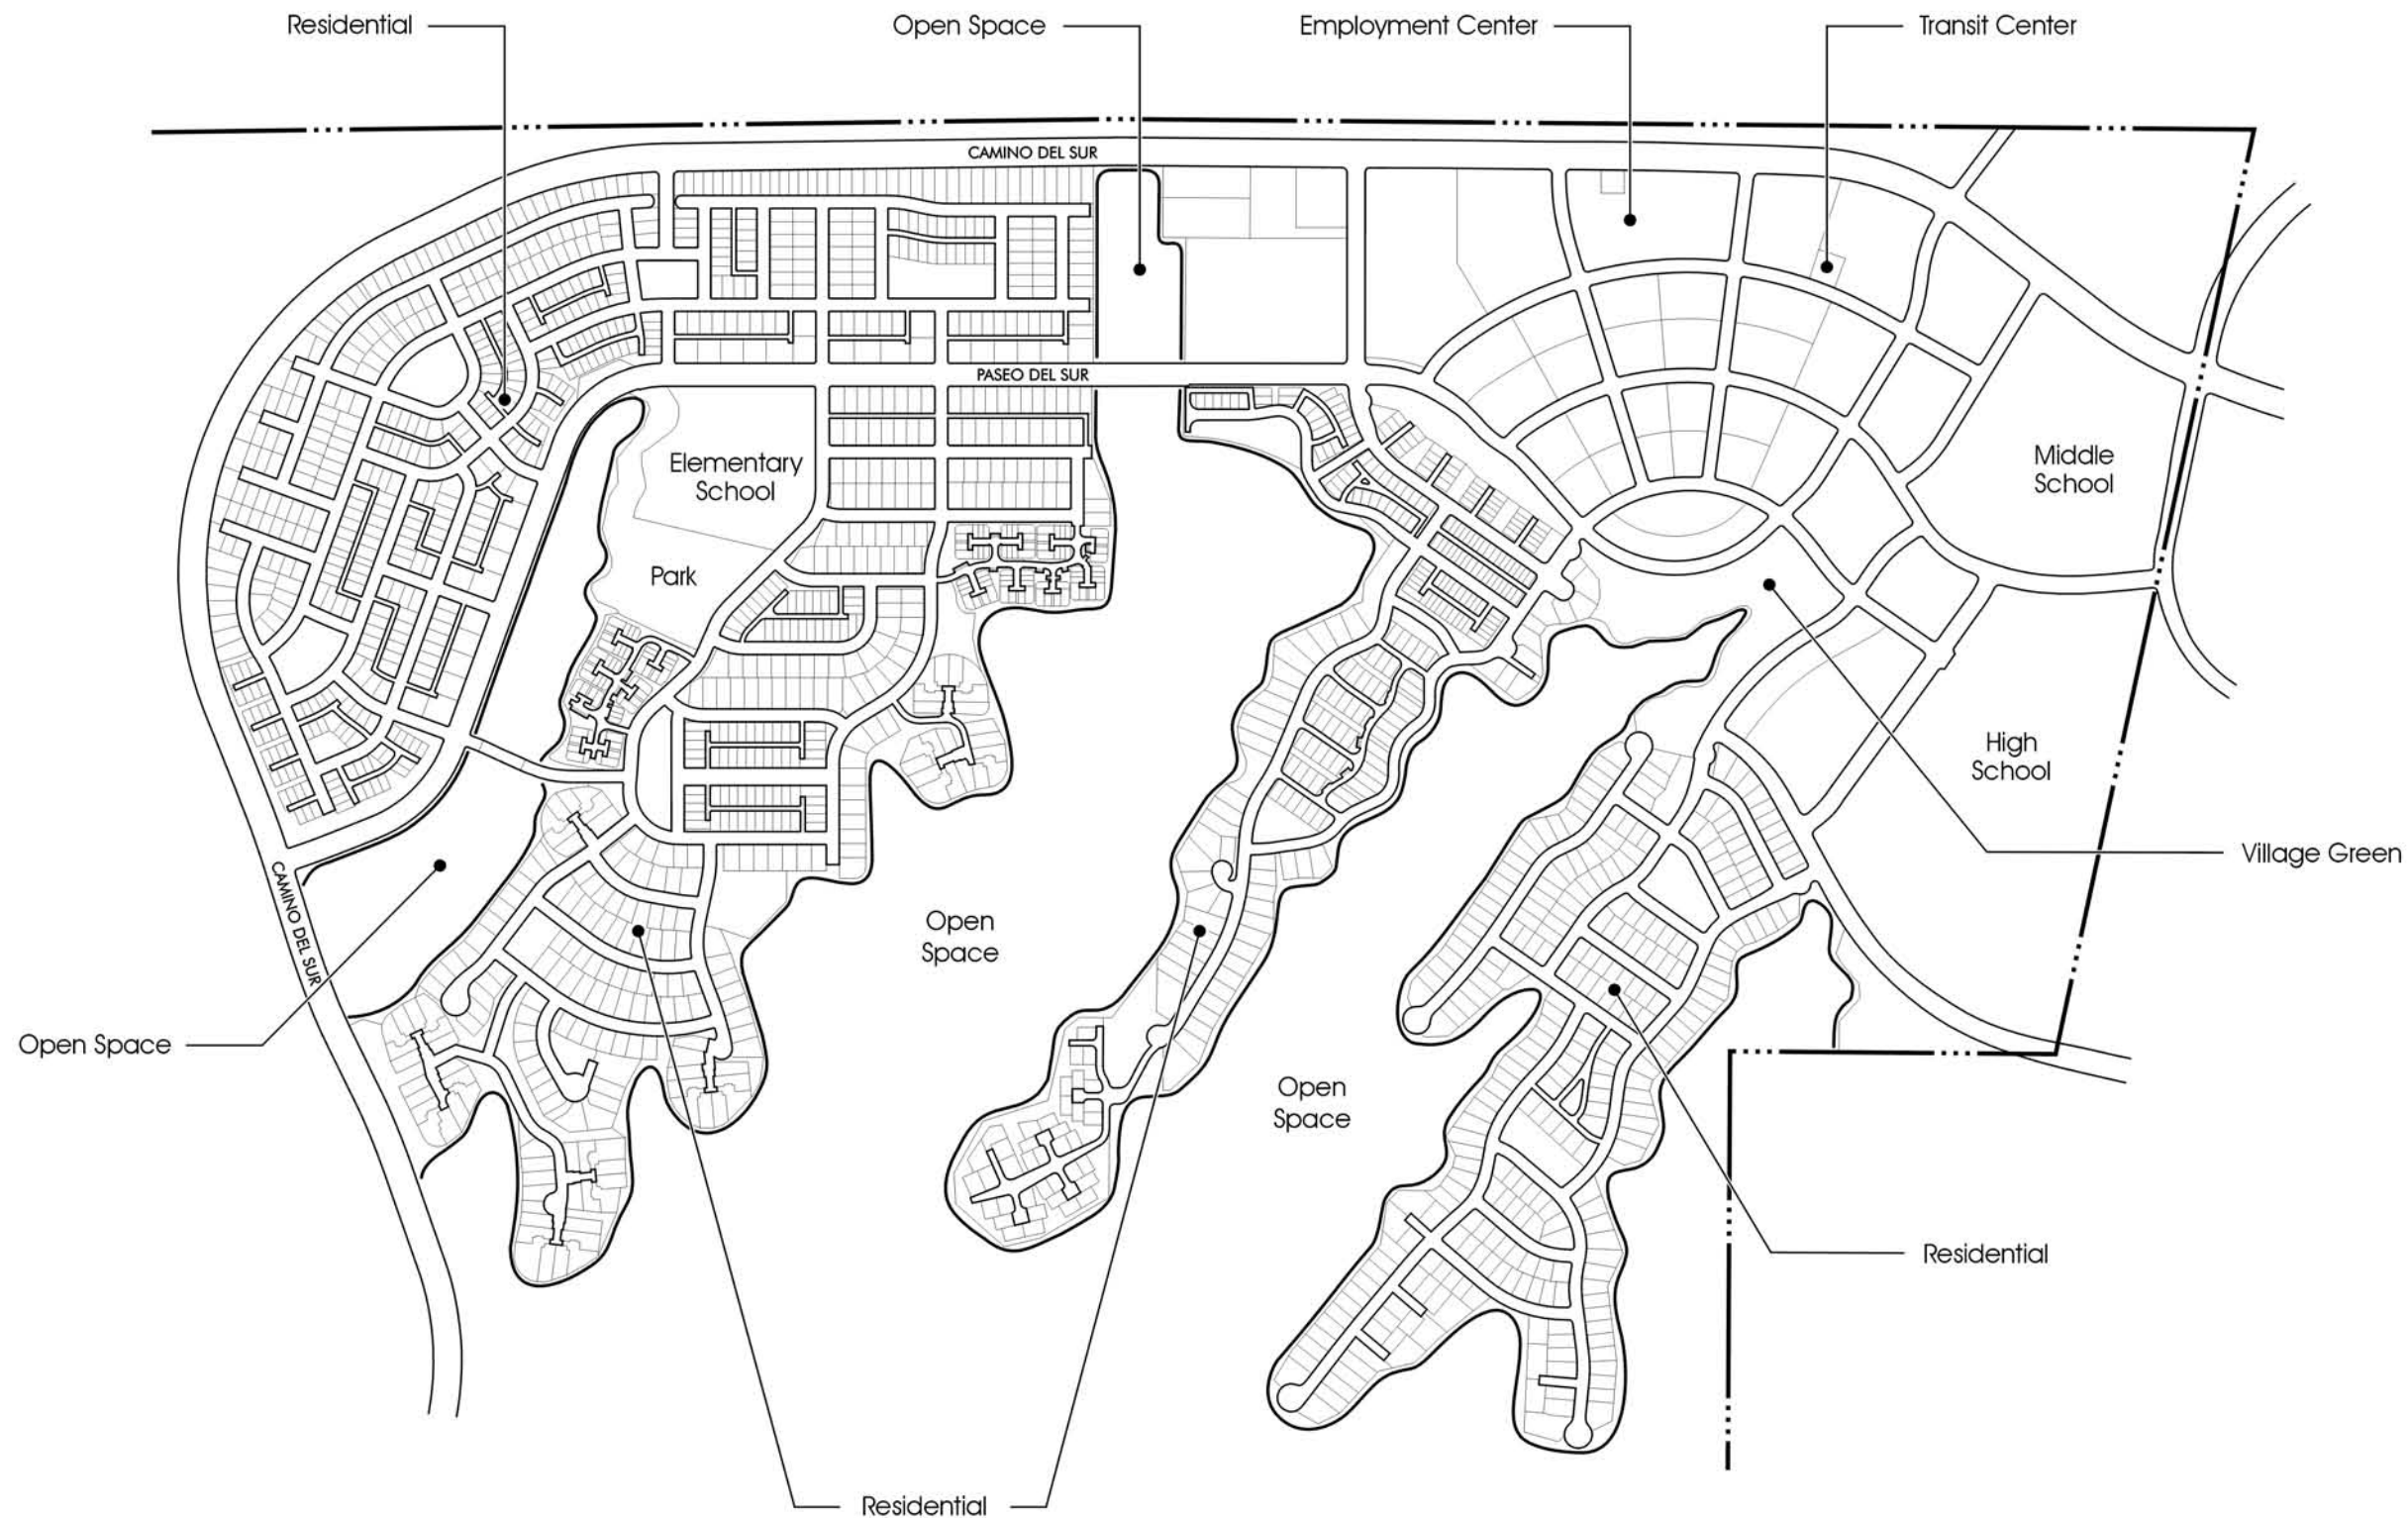 Residential
Open Space
Employment Center
Transit Center
CAMINO DEL SUR
PASEO DEL SUR
Elementary
School
Middle
School
Park
High
School
Village Green
CAMINO DEL SUR
Open
Space
Open Space
Open
Space
Residential
Residential